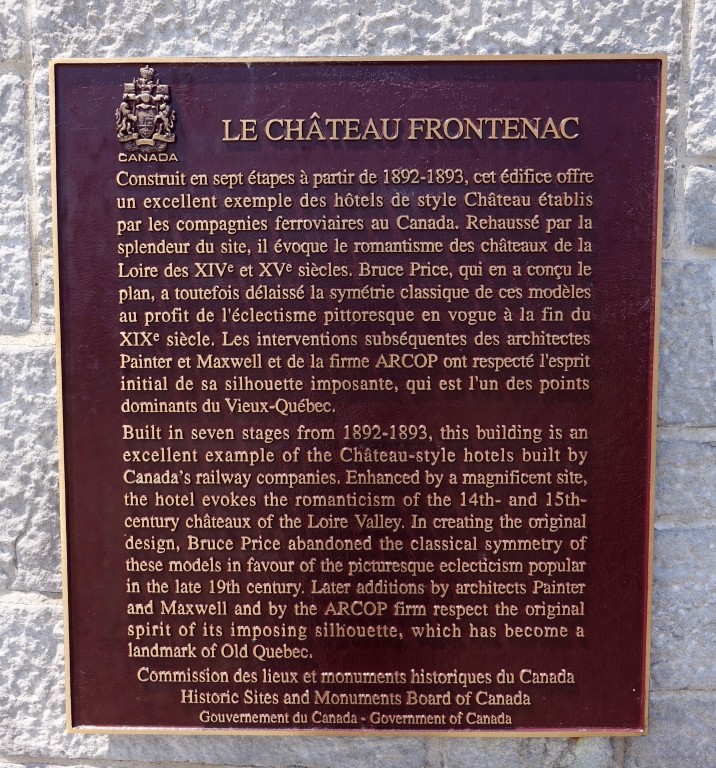 CANADA
LE CHÂTEAU FRONTENAC
Construit en sept étapes à partir de 1892-1893, cet édifice offre
un excellent exemple des hôtels de style Château établis
par les compagnies ferroviaires au Canada. Rehaussé par la
splendeur du site, il évoque le romantisme des châteaux de la
Loire des XIVe et XVe siècles. Bruce Price, qui en a conçu le
plan, a toutefois délaissé la symétrie classique de ces modèles
au profit de l'éclectisme pittoresque en vogue à la fin du
XIXe siècle. Les interventions subséquentes des architectes
Painter et Maxwell et de la firme ARCOP ont respecté l'esprit
initial de sa silhouette imposante, qui est l'un des points
dominants du Vieux-Québec.
Built in seven stages from 1892-1893, this building is an
excellent example of the Château-style hotels built by
Canada's railway companies. Enhanced by a magnificent site,
the hotel evokes the romanticism of the 14th- and 15th-
century châteaux of the Loire Valley. In creating the original
design, Bruce Price abandoned the classical symmetry of
these models in favour of the picturesque eclecticism popular
in the late 19th century. Later additions by architects Painter
and Maxwell and by the ARCOP firm respect the original
spirit of its imposing silhouette, which has become a
landmark of Old Quebec.
Commission des lieux et monuments historiques du Canada
Historic Sites and Monuments Board of Canada
Gouvernement du Canada - Government of Canada